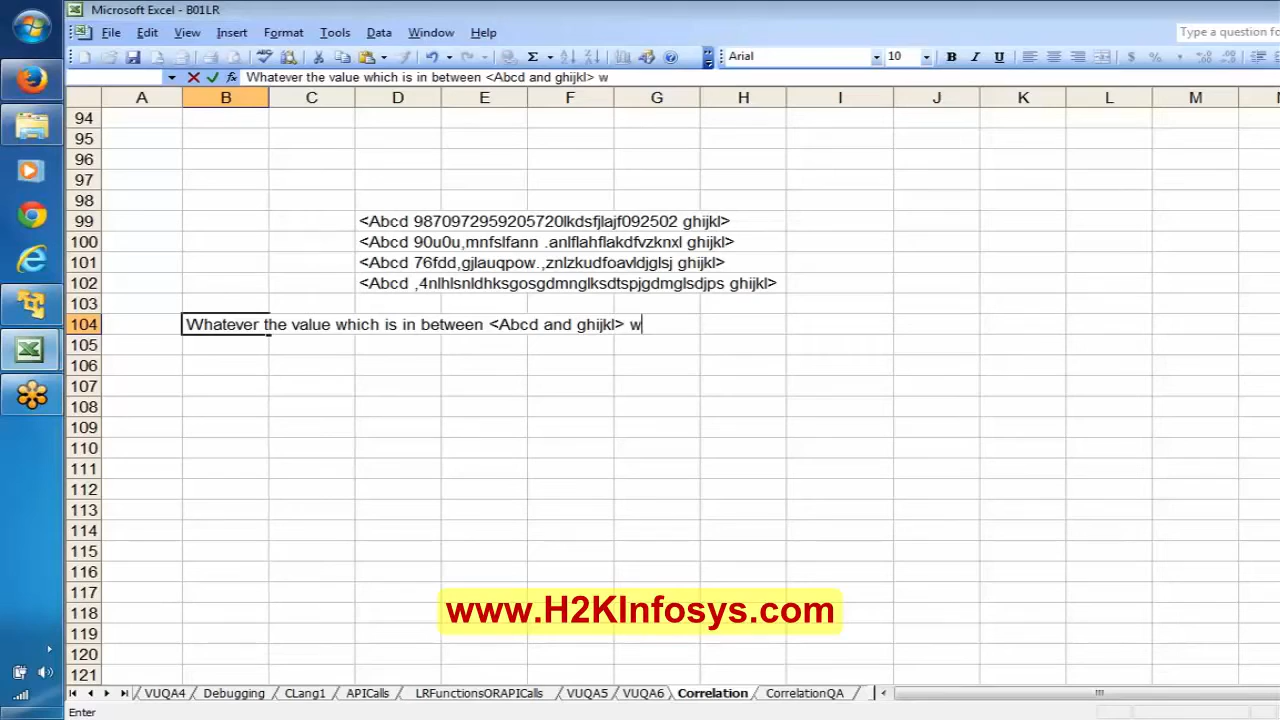 Microsoft Excel - B01LR
File Edit View Insert Format Tools Data Window Help
Type a question fo
Arial 10 B I U
Whatever the value which is in between <Abcd and ghijkl> w
A B C D E F G H I J K L M N
94
95
96
97
98
99 <Abcd 9870972959205720lkdsfjlajf092502 ghijkl>
100 <Abcd 90u0u,mnfslfann .anlflahflakdfvzknxl ghijkl>
101 <Abcd 76fdd,gjlauqpow.,znlzkudfoavldjglsj ghijkl>
102 <Abcd ,4nlhlsnldhksgosgdmnglksdtspjgdmglsdjps ghijkl>
103
104 Whatever the value which is in between <Abcd and ghijkl> w
105
106
107
108
109
110
111
112
113
114
115
116
117
118
119
120
121
www.H2KInfosys.com
VUQA4 Debugging CLang1 APICalls LRFunctionsORAPICalls VUQA5 VUQA6 Correlation CorrelationQA
Enter